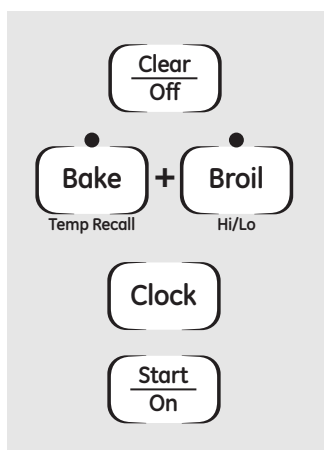 Clear
Off
Bake + Broil
Temp Recall Hi/Lo
Clock
Start
On